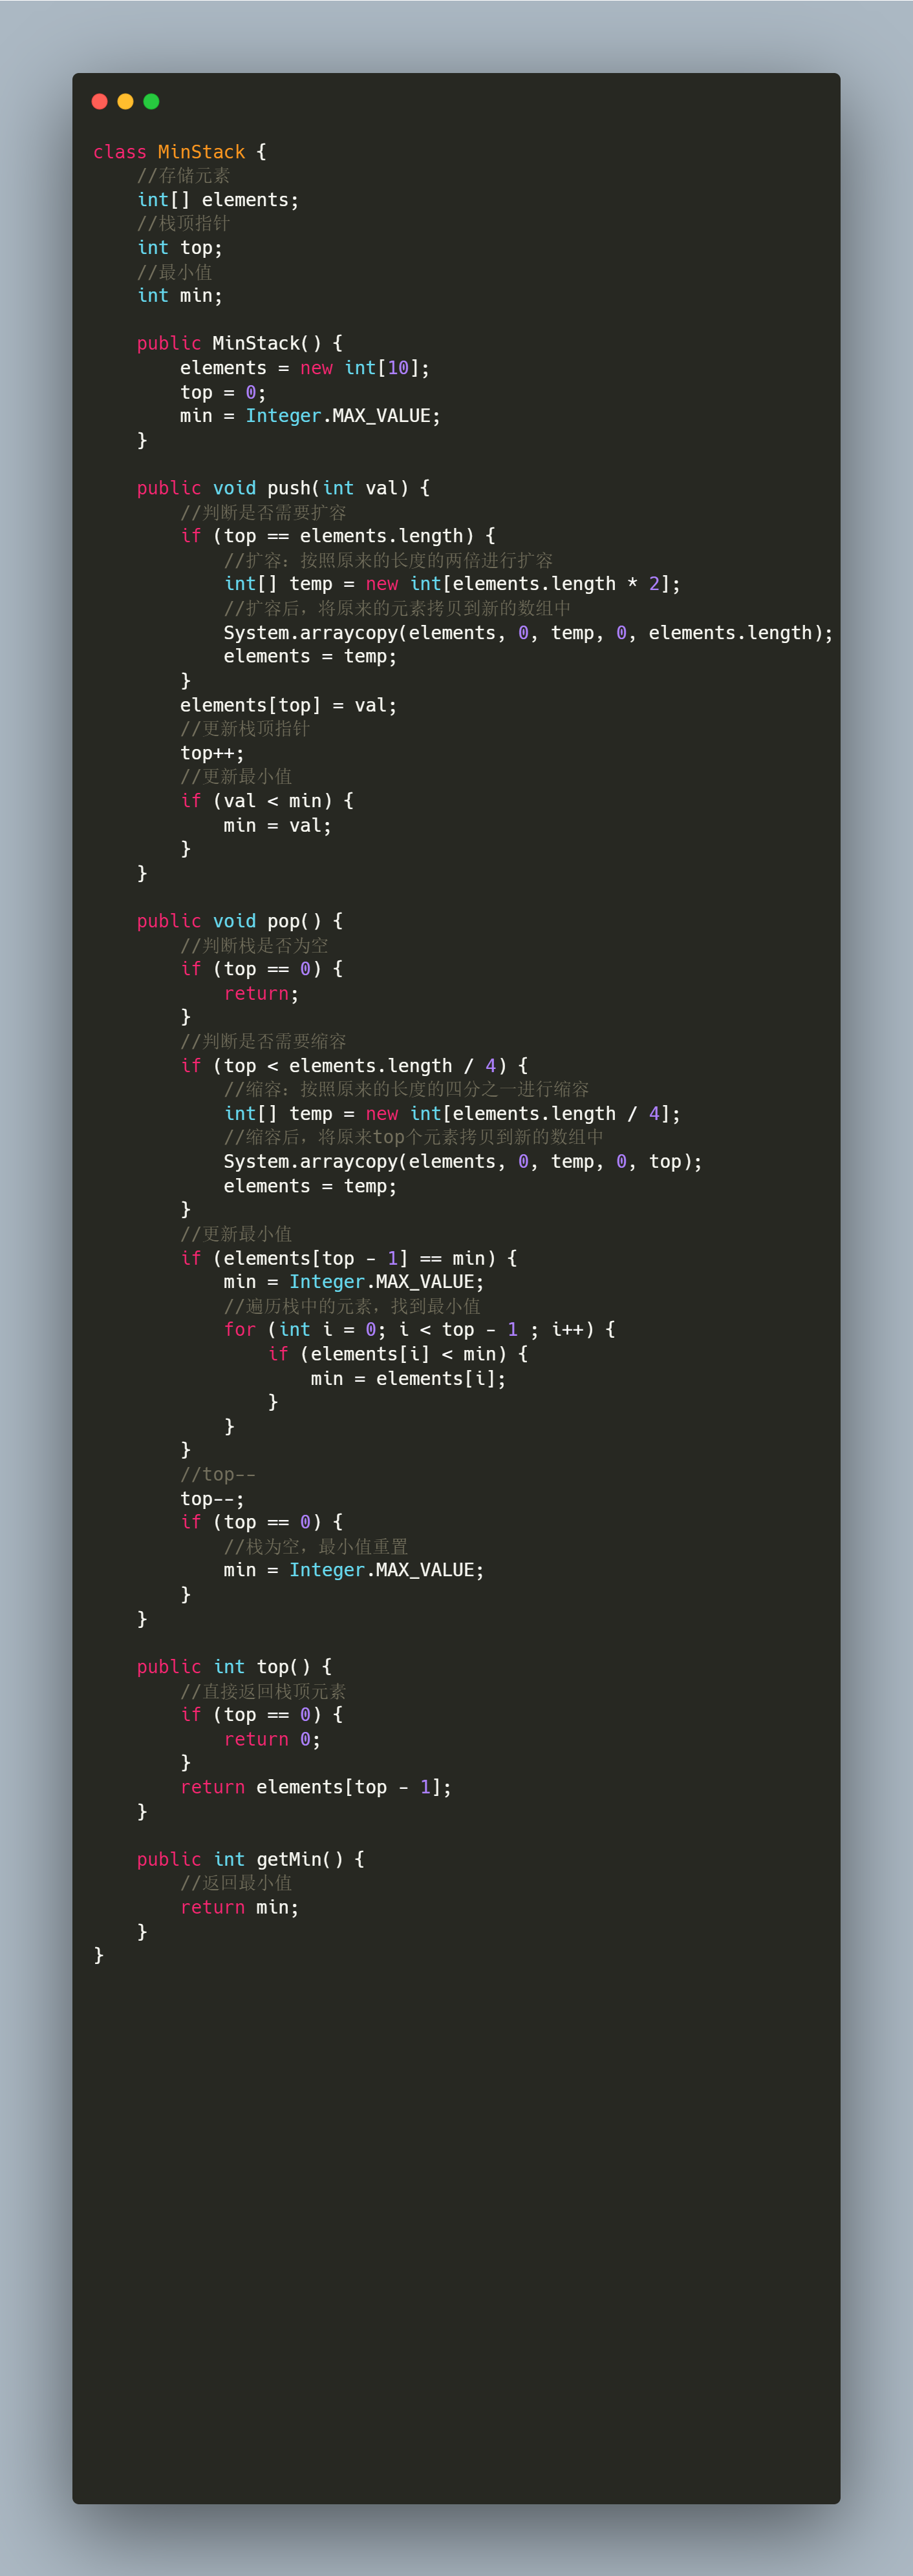 class MinStack {
    //存储元素
    int[] elements;
    //栈顶指针
    int top;
    //最小值
    int min;

    public MinStack() {
        elements = new int[10];
        top = 0;
        min = Integer.MAX_VALUE;
    }

    public void push(int val) {
        //判断是否需要扩容
        if (top == elements.length) {
            //扩容：按照原来的长度的两倍进行扩容
            int[] temp = new int[elements.length * 2];
            //扩容后，将原来的元素拷贝到新的数组中
            System.arraycopy(elements, 0, temp, 0, elements.length);
            elements = temp;
        }
        elements[top] = val;
        //更新栈顶指针
        top++;
        //更新最小值
        if (val < min) {
            min = val;
        }
    }

    public void pop() {
        //判断栈是否为空
        if (top == 0) {
            return;
        }
        //判断是否需要缩容
        if (top < elements.length / 4) {
            //缩容：按照原来的长度的四分之一进行缩容
            int[] temp = new int[elements.length / 4];
            //缩容后，将原来top个元素拷贝到新的数组中
            System.arraycopy(elements, 0, temp, 0, top);
            elements = temp;
        }
        //更新最小值
        if (elements[top - 1] == min) {
            min = Integer.MAX_VALUE;
            //遍历栈中的元素，找到最小值
            for (int i = 0; i < top - 1 ; i++) {
                if (elements[i] < min) {
                    min = elements[i];
                }
            }
        }
        //top--
        top--;
        if (top == 0) {
            //栈为空，最小值重置
            min = Integer.MAX_VALUE;
        }
    }

    public int top() {
        //直接返回栈顶元素
        if (top == 0) {
            return 0;
        }
        return elements[top - 1];
    }

    public int getMin() {
        //返回最小值
        return min;
    }
}